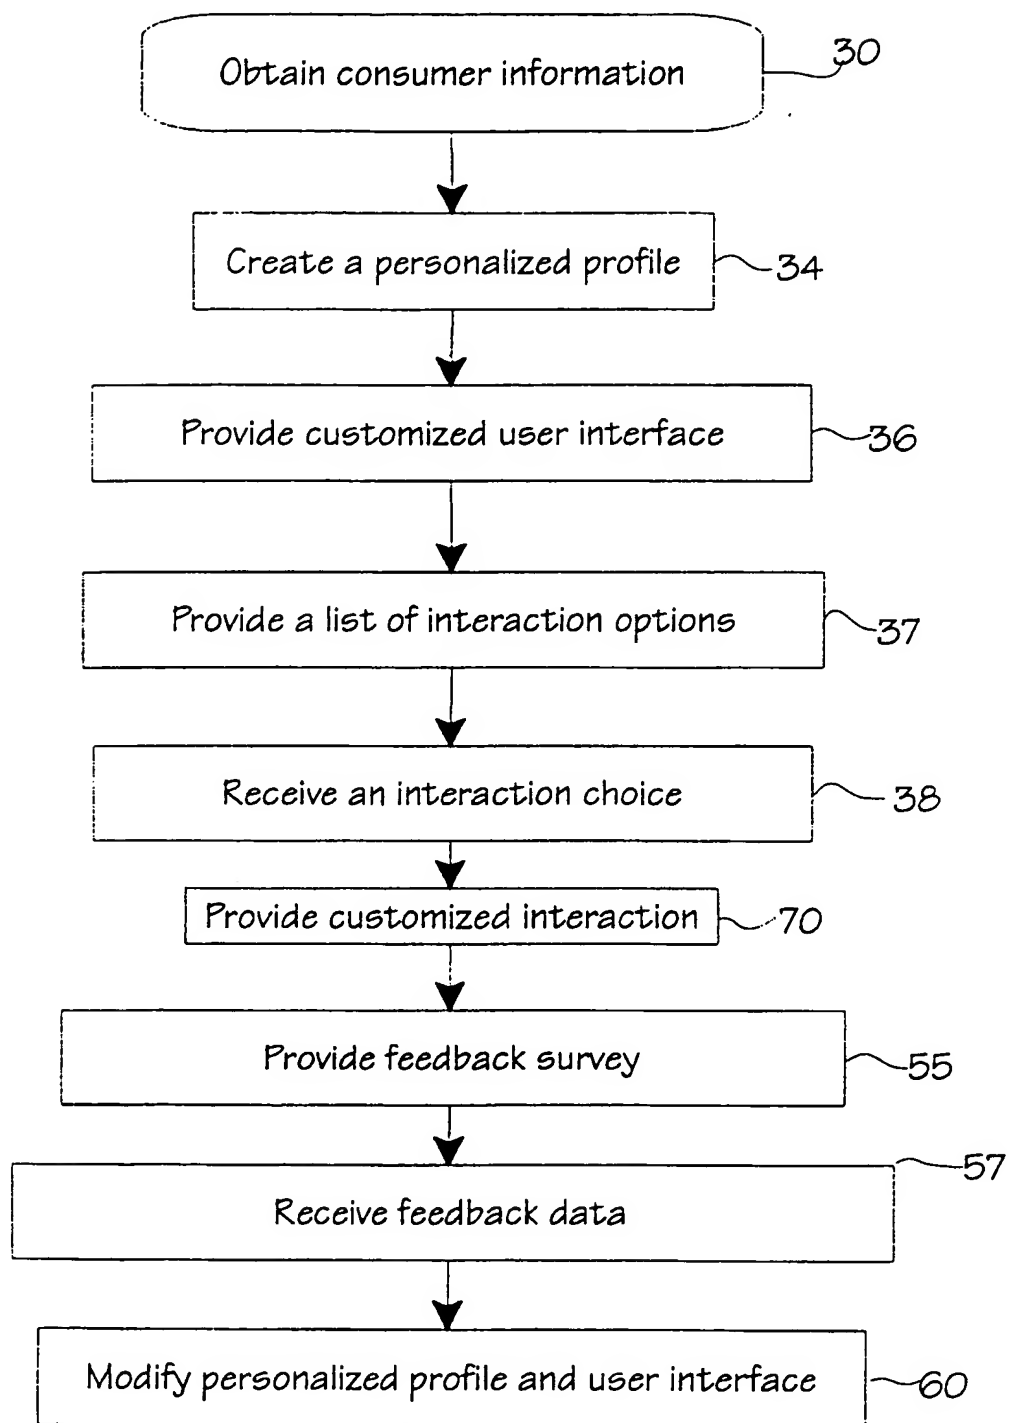 Obtain consumer information
30
Create a personalized profile
34
Provide customized user interface
36
Provide a list of interaction options
37
Receive an interaction choice
38
Provide customized interaction
70
Provide feedback survey
55
Receive feedback data
57
Modify personalized profile and user interface
60